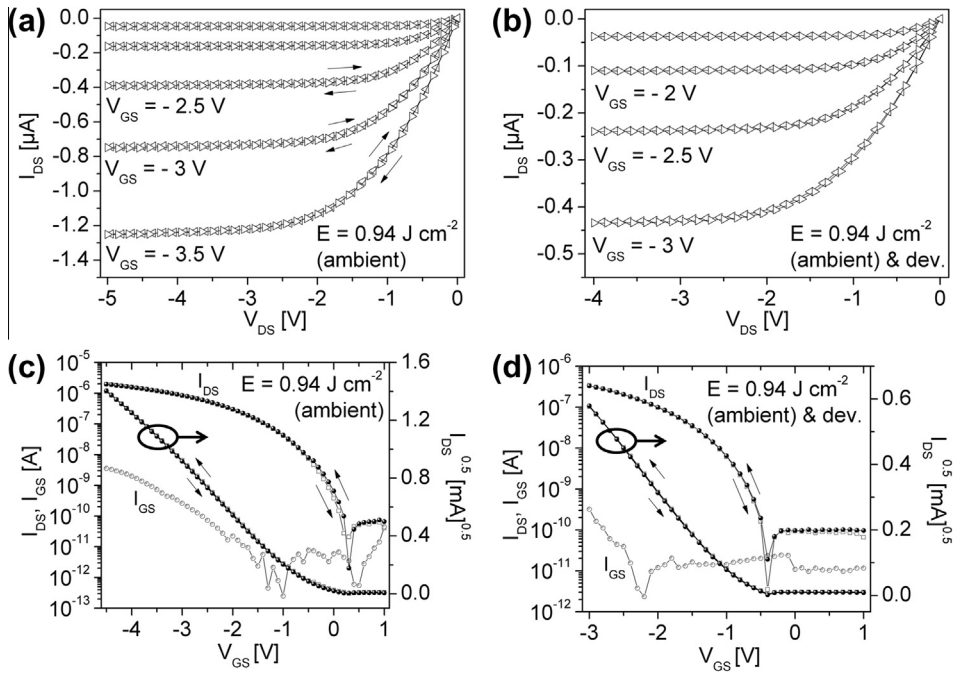 (a)
0.0
-0.2
-0.4
-0.6
-0.8
-1.0
-1.2
-1.4
I_DS [µA]
V_GS = - 2.5 V
V_GS = - 3 V
V_GS = - 3.5 V
E = 0.94 J cm⁻²
(ambient)
-5 -4 -3 -2 -1 0
V_DS [V]
(b)
0.0
-0.1
-0.2
-0.3
-0.4
-0.5
I_DS [µA]
V_GS = - 2 V
V_GS = - 2.5 V
V_GS = - 3 V
E = 0.94 J cm⁻²
(ambient) & dev.
-4 -3 -2 -1 0
V_DS [V]
(c)
10⁻⁵
10⁻⁶
10⁻⁷
10⁻⁸
10⁻⁹
10⁻¹⁰
10⁻¹¹
10⁻¹²
10⁻¹³
I_DS, I_GS [A]
I_DS
E = 0.94 J cm⁻²
(ambient)
I_GS
1.6
1.2
0.8
0.4
0.0
I_DS^0.5 [mA]^0.5
-4 -3 -2 -1 0 1
V_GS [V]
(d)
10⁻⁶
10⁻⁷
10⁻⁸
10⁻⁹
10⁻¹⁰
10⁻¹¹
10⁻¹²
I_DS, I_GS [A]
I_DS
E = 0.94 J cm⁻²
(ambient) & dev.
I_GS
0.6
0.4
0.2
0.0
I_DS^0.5 [mA]^0.5
-3 -2 -1 0 1
V_GS [V]